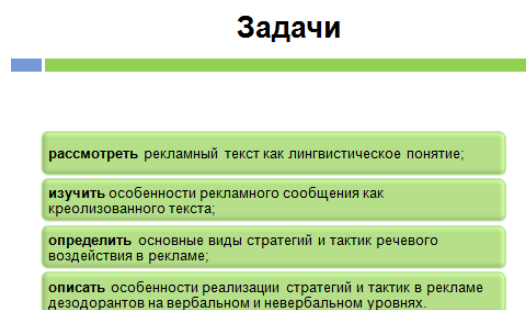 Задачи
рассмотреть рекламный текст как лингвистическое понятие;
изучить особенности рекламного сообщения как
креолизованного текста;
определить основные виды стратегий и тактик речевого
воздействия в рекламе;
описать особенности реализации стратегий и тактик в рекламе
дезодорантов на вербальном и невербальном уровнях.